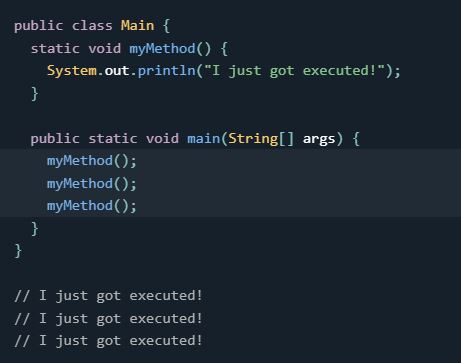 public class Main {
  static void myMethod() {
    System.out.println("I just got executed!");
  }

  public static void main(String[] args) {
    myMethod();
    myMethod();
    myMethod();
  }
}

// I just got executed!
// I just got executed!
// I just got executed!